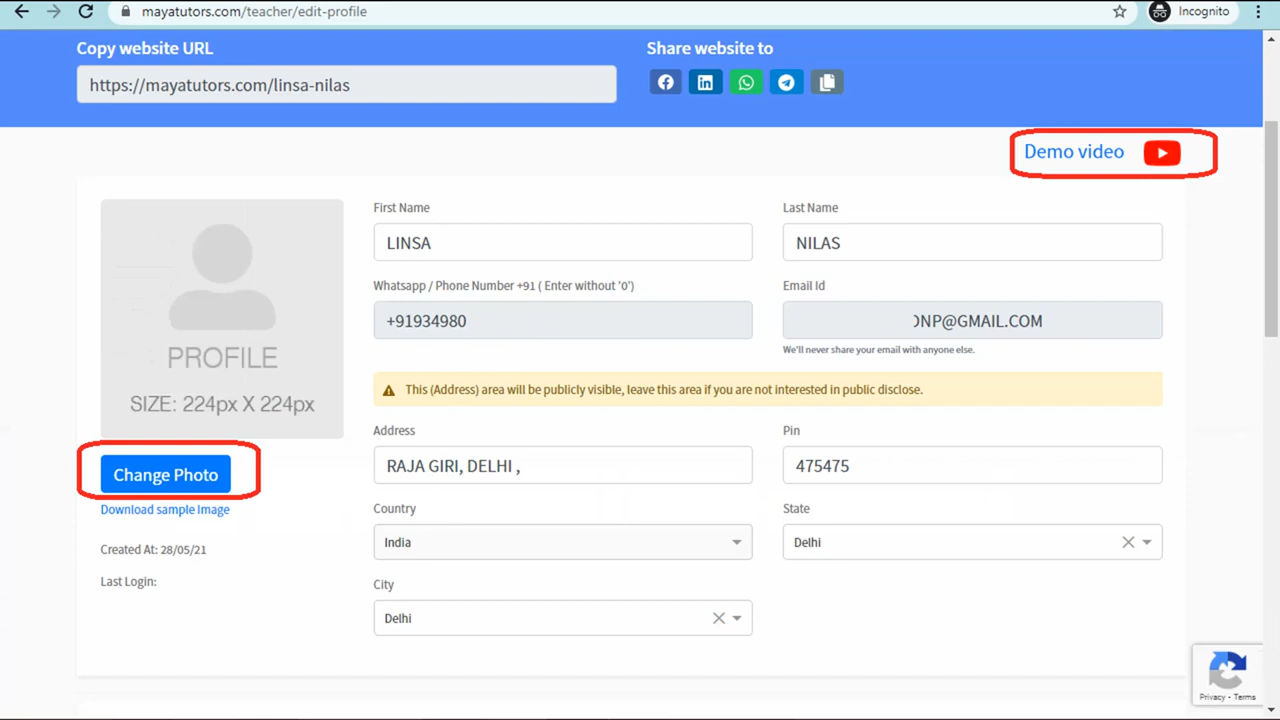 mayatutors.com/teacher/edit-profile
Incognito
Copy website URL
Share website to
https://mayatutors.com/linsa-nilas
Demo video
First Name
Last Name
LINSA
NILAS
Whatsapp / Phone Number +91 ( Enter without '0')
Email Id
+91934980
NP@GMAIL.COM
We'll never share your email with anyone else.
PROFILE
SIZE: 224px X 224px
This (Address) area will be publicly visible, leave this area if you are not interested in public disclose.
Address
Pin
RAJA GIRI, DELHI ,
475475
Change Photo
Download sample Image
Country
State
India
Delhi
Created At: 28/05/21
Last Login:
City
Delhi
Privacy - Terms